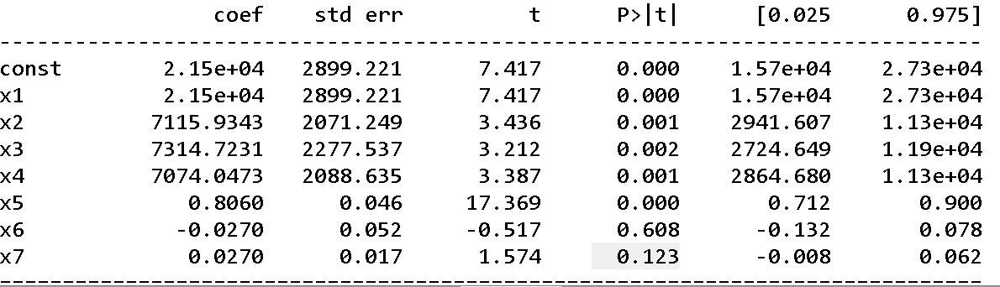 coef std err t P>|t| [0.025 0.975]
const 2.15e+04 2899.221 7.417 0.000 1.57e+04 2.73e+04
x1 2.15e+04 2899.221 7.417 0.000 1.57e+04 2.73e+04
x2 7115.9343 2071.249 3.436 0.001 2941.607 1.13e+04
x3 7314.7231 2277.537 3.212 0.002 2724.649 1.19e+04
x4 7074.0473 2088.635 3.387 0.001 2864.680 1.13e+04
x5 0.8060 0.046 17.369 0.000 0.712 0.900
x6 -0.0270 0.052 -0.517 0.608 -0.132 0.078
x7 0.0270 0.017 1.574 0.123 -0.008 0.062